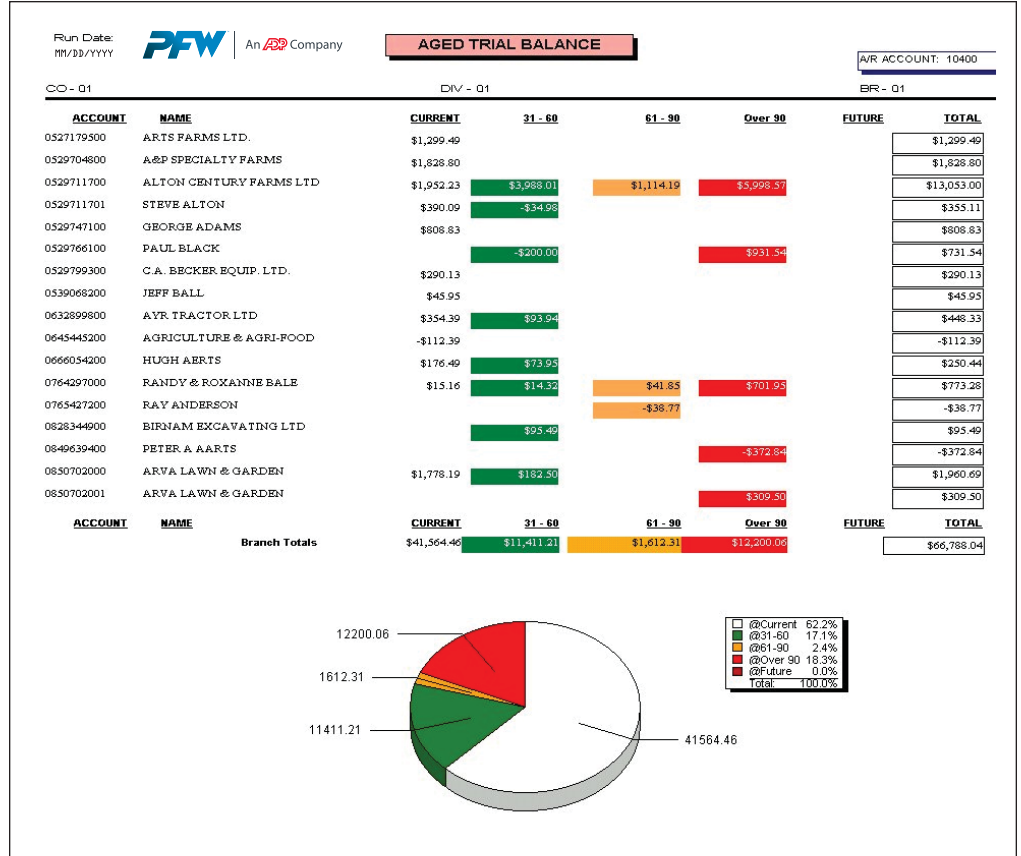 Run Date:
MM/DD/YYYY
PFW An ADP Company
AGED TRIAL BALANCE
A/R ACCOUNT: 10400
CO - 01 DIV - 01 BR - 01
ACCOUNT NAME CURRENT 31 - 60 61 - 90 Over 90 FUTURE TOTAL
0527179500 ARTS FARMS LTD. $1,299.49 $1,299.49
0529704800 A&P SPECIALTY FARMS $1,828.80 $1,828.80
0529711700 ALTON CENTURY FARMS LTD $1,952.23 $3,988.01 $1,114.19 $5,998.57 $13,053.00
0529711701 STEVE ALTON $390.09 -$34.98 $355.11
0529747100 GEORGE ADAMS $808.83 $808.83
0529766100 PAUL BLACK -$200.00 $931.54 $731.54
0529799300 C.A. BECKER EQUIP. LTD. $290.13 $290.13
0539068200 JEFF BALL $45.95 $45.95
0632899800 AYR TRACTOR LTD $354.39 $93.94 $448.33
0645445200 AGRICULTURE & AGRI-FOOD -$112.39 -$112.39
0666054200 HUGH AERTS $176.49 $73.95 $250.44
0764297000 RANDY & ROXANNE BALE $15.16 $14.32 $41.85 $701.95 $773.28
0765427200 RAY ANDERSON -$38.77 -$38.77
0828344900 BIRNAM EXCAVATING LTD $95.49 $95.49
0849639400 PETER A AARTS -$372.84 -$372.84
0850702000 ARVA LAWN & GARDEN $1,778.19 $182.50 $1,960.69
0850702001 ARVA LAWN & GARDEN $309.50 $309.50
ACCOUNT NAME CURRENT 31 - 60 61 - 90 Over 90 FUTURE TOTAL
Branch Totals $41,564.46 $11,411.21 $1,612.31 $12,200.06 $66,788.04
12200.06
1612.31
11411.21
41564.46
@Current 62.2%
@31-60 17.1%
@61-90 2.4%
@Over 90 18.3%
@Future 0.0%
Total: 100.0%